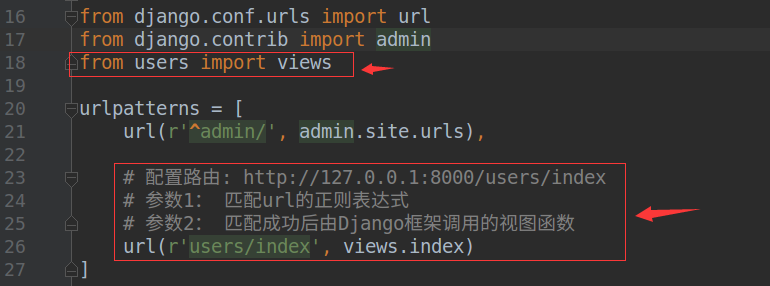 16 from django.conf.urls import url
17 from django.contrib import admin
18 from users import views
19
20 urlpatterns = [
21     url(r'^admin/', admin.site.urls),
22
23     # 配置路由: http://127.0.0.1:8000/users/index
24     # 参数1： 匹配url的正则表达式
25     # 参数2： 匹配成功后由Django框架调用的视图函数
26     url(r'users/index', views.index)
27 ]